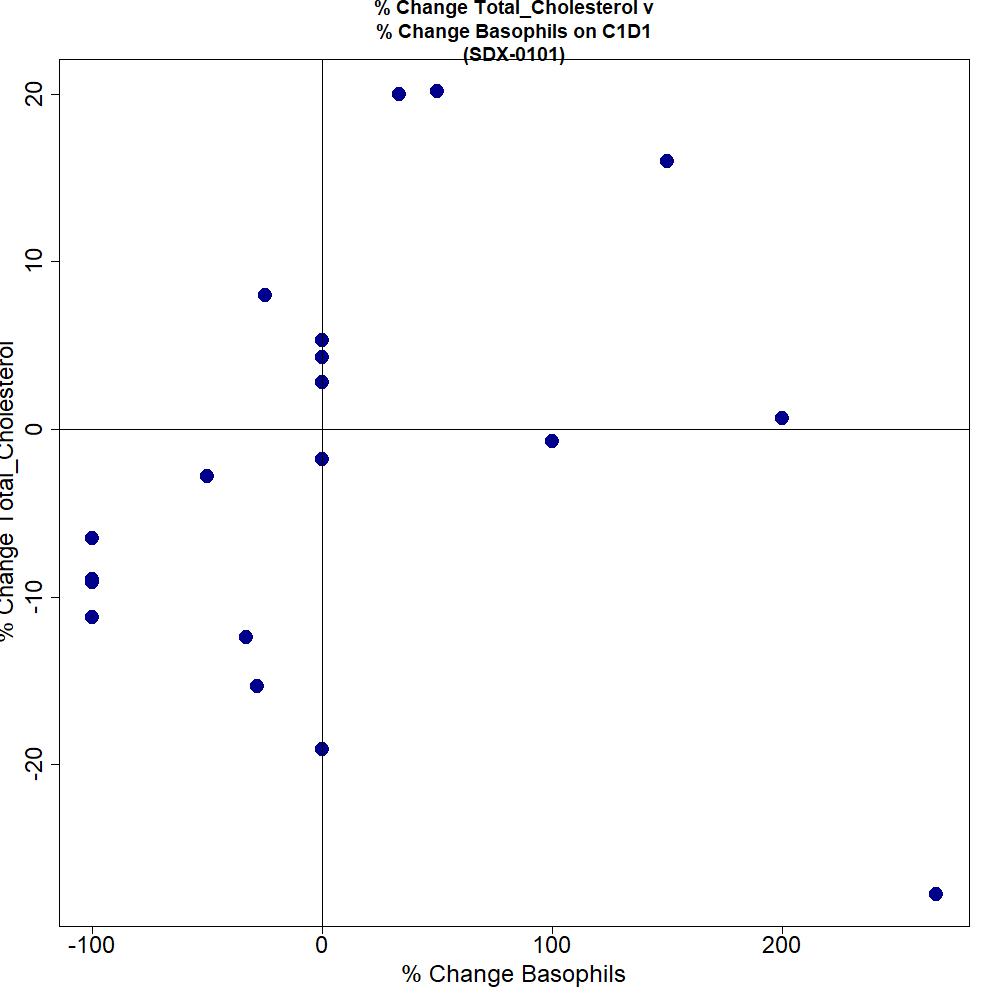 % Change Total_Cholesterol v
% Change Basophils on C1D1
(SDX-0101)
% Change Total_Cholesterol
20
10
0
-10
-20
-100
0
100
200
% Change Basophils